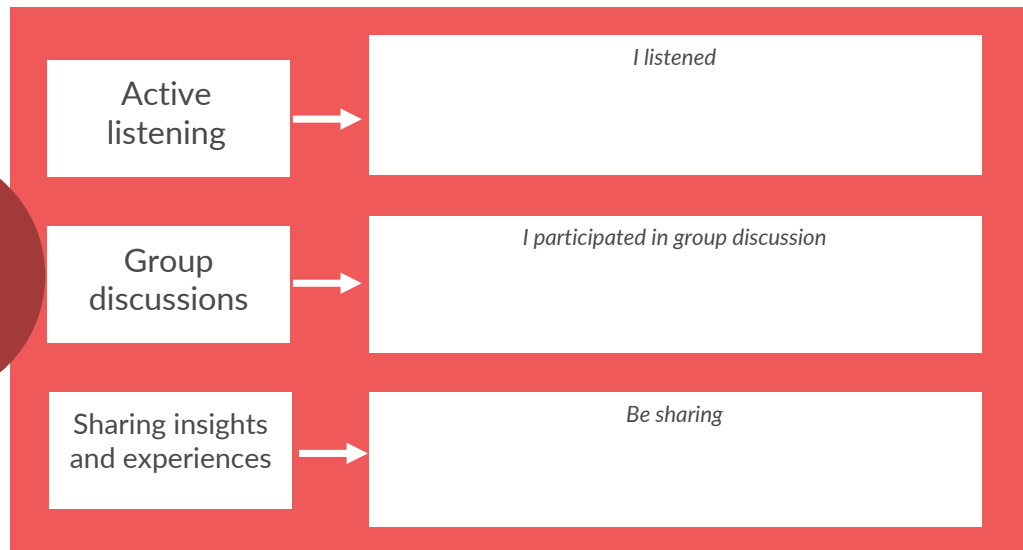 Active
listening
I listened
Group
discussions
I participated in group discussion
Sharing insights
and experiences
Be sharing